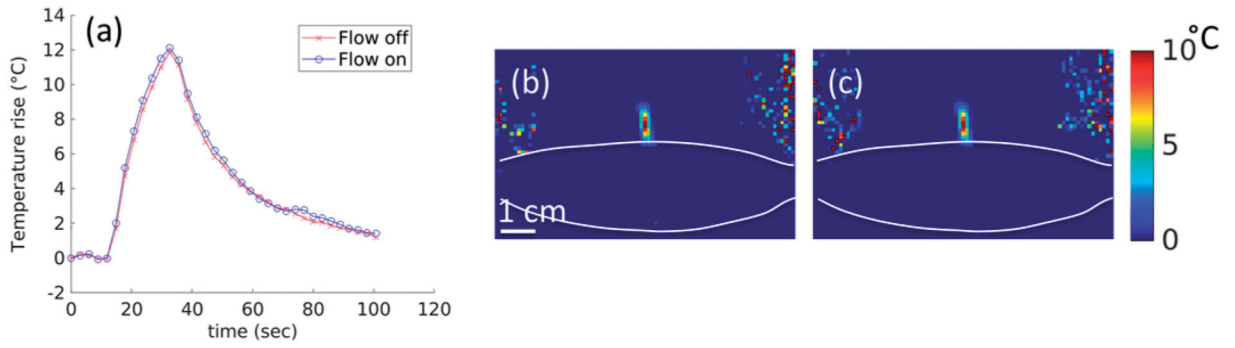 (a)
Flow off
Flow on
Temperature rise (°C)
14
12
10
8
6
4
2
0
-2
0 20 40 60 80 100 120
time (sec)
(b)
1 cm
(c)
°C
10
5
0